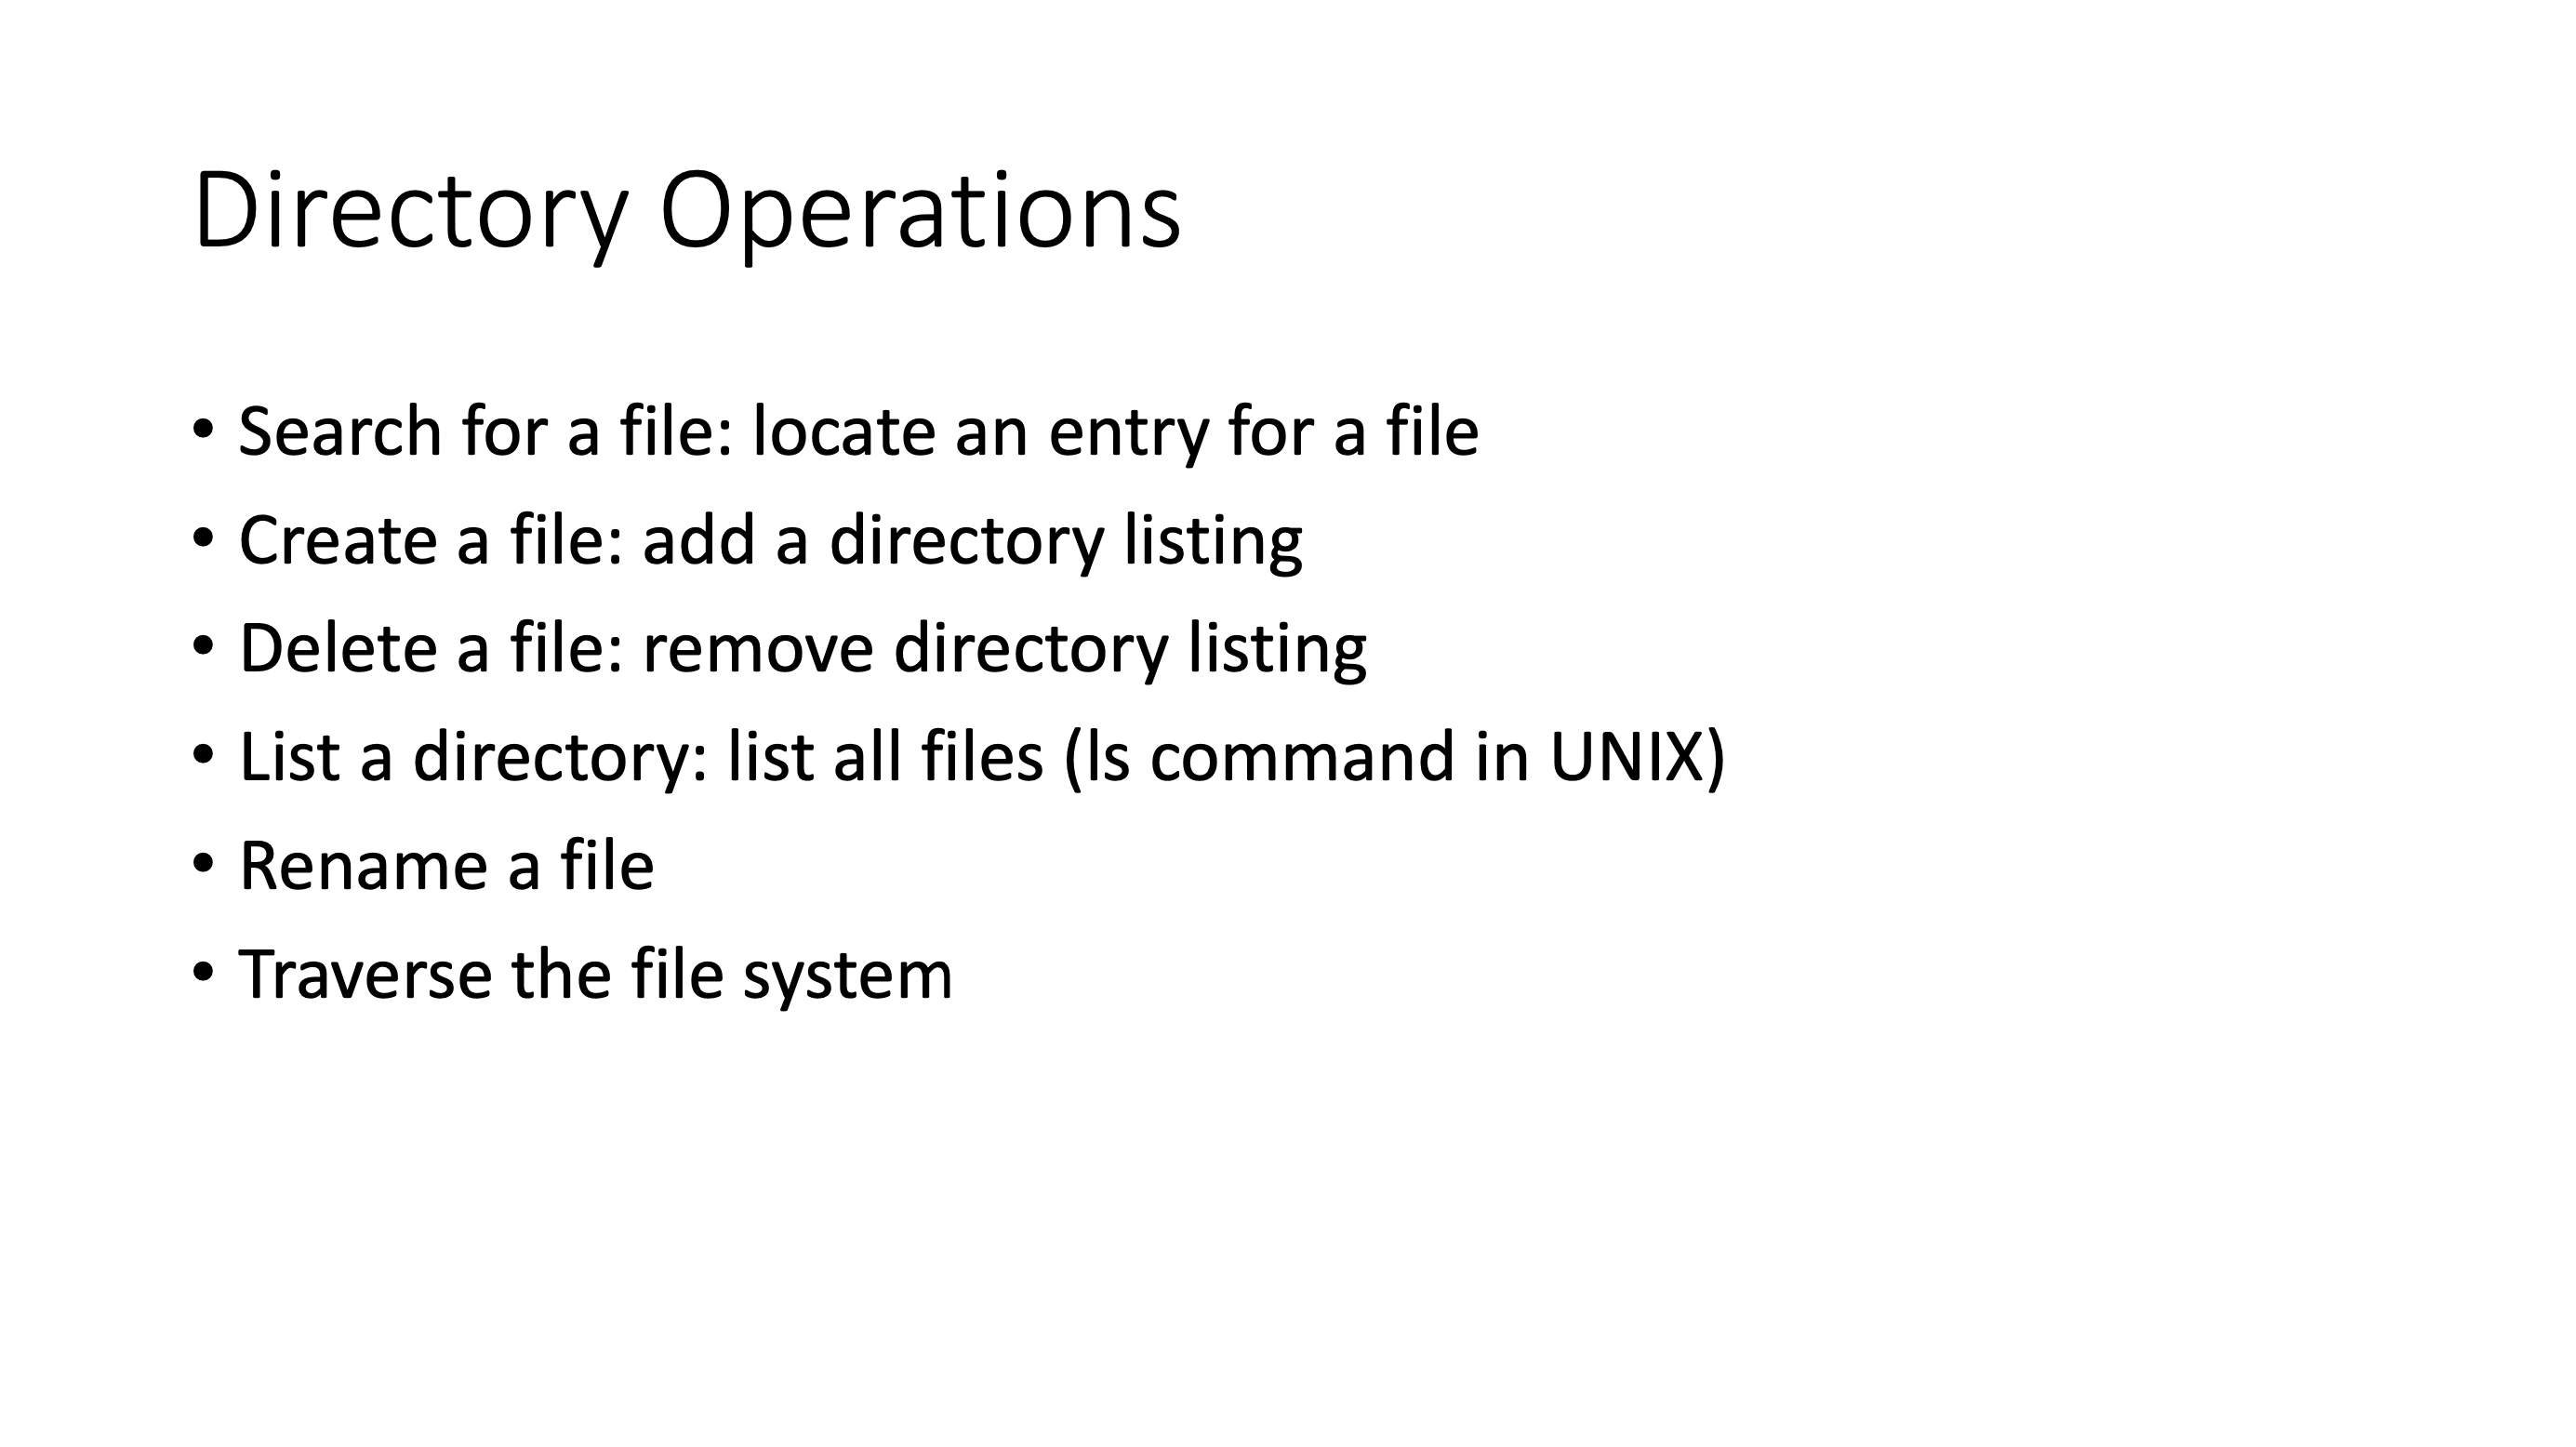 Directory Operations
• Search for a file: locate an entry for a file
• Create a file: add a directory listing
• Delete a file: remove directory listing
• List a directory: list all files (ls command in UNIX)
• Rename a file
• Traverse the file system